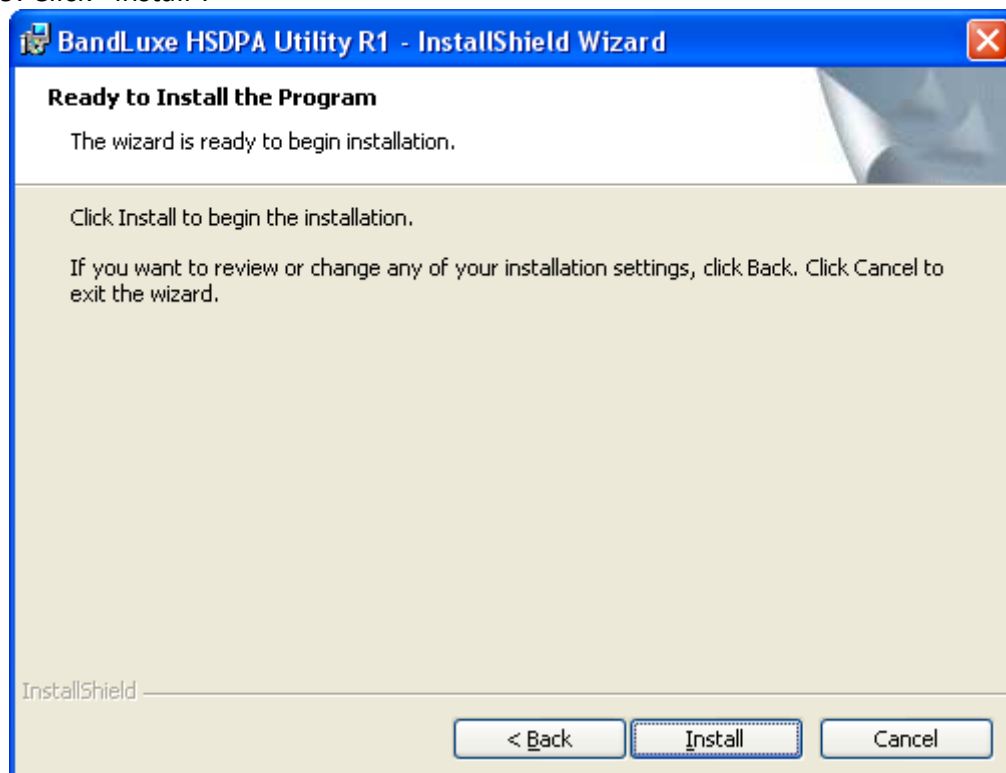 Click "Install".
BandLuxe HSDPA Utility R1 - InstallShield Wizard
Ready to Install the Program
The wizard is ready to begin installation.
Click Install to begin the installation.
If you want to review or change any of your installation settings, click Back. Click Cancel to
exit the wizard.
InstallShield
< Back
Install
Cancel